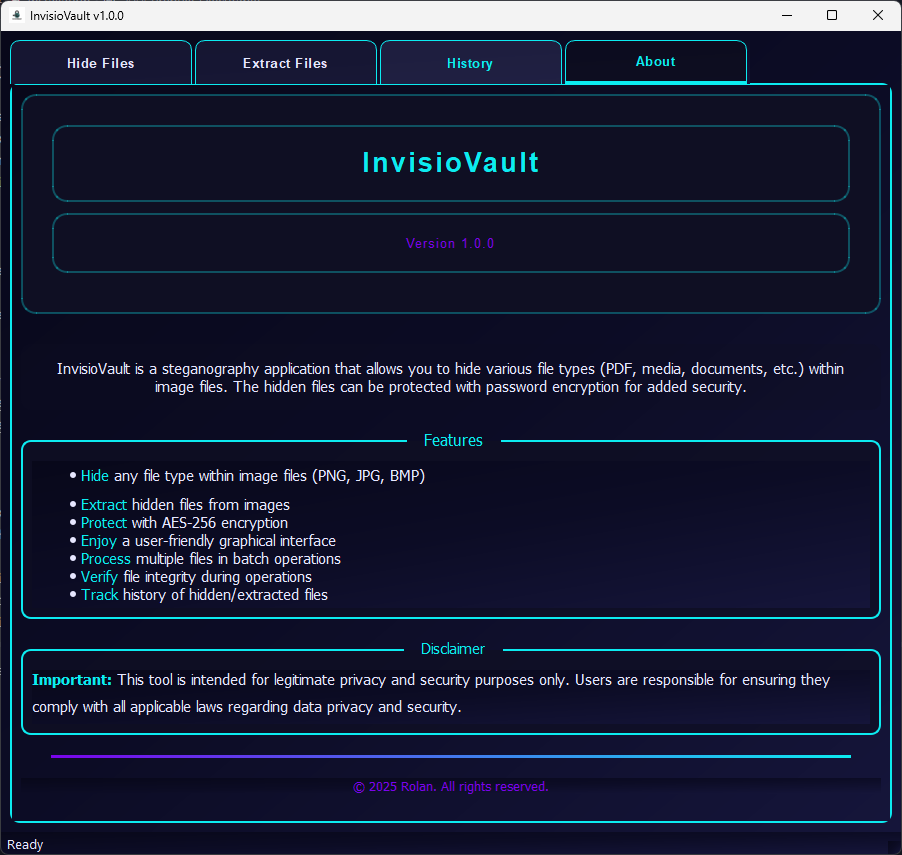 InvisioVault v1.0.0
Hide Files
Extract Files
History
About
InvisioVault
Version 1.0.0
InvisioVault is a steganography application that allows you to hide various file types (PDF, media, documents, etc.) within
image files. The hidden files can be protected with password encryption for added security.
Features
• Hide any file type within image files (PNG, JPG, BMP)
• Extract hidden files from images
• Protect with AES-256 encryption
• Enjoy a user-friendly graphical interface
• Process multiple files in batch operations
• Verify file integrity during operations
• Track history of hidden/extracted files
Disclaimer
Important: This tool is intended for legitimate privacy and security purposes only. Users are responsible for ensuring they
comply with all applicable laws regarding data privacy and security.
© 2025 Rolan. All rights reserved.
Ready